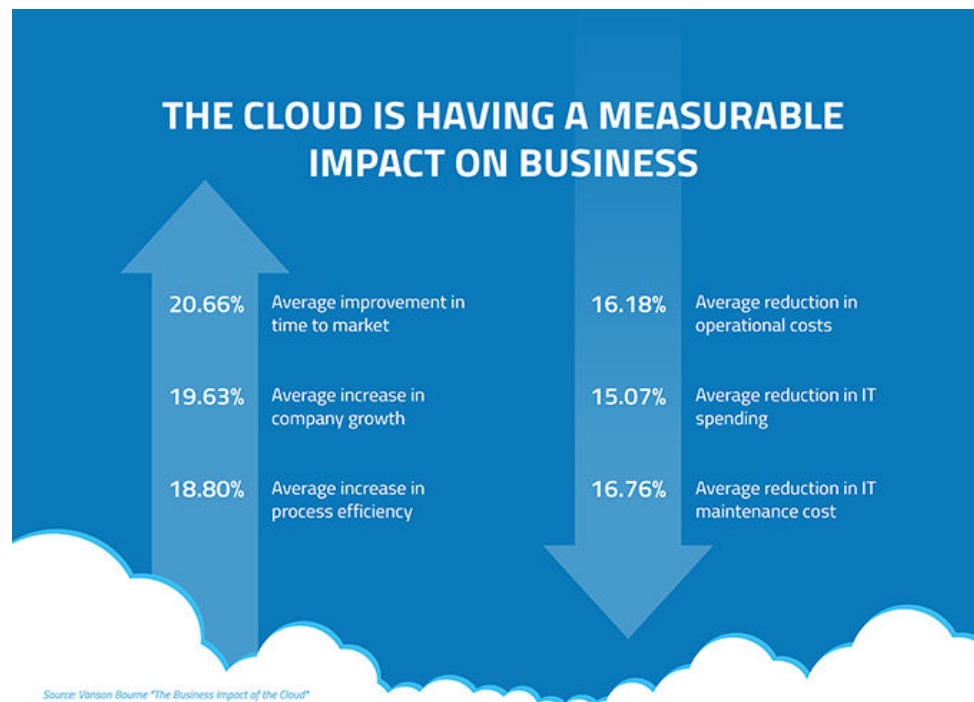 THE CLOUD IS HAVING A MEASURABLE
IMPACT ON BUSINESS
20.66%
Average improvement in
time to market
19.63%
Average increase in
company growth
18.80%
Average increase in
process efficiency
16.18%
Average reduction in
operational costs
15.07%
Average reduction in IT
spending
16.76%
Average reduction in IT
maintenance cost
Source: Vanson Bourne "The Business Impact of the Cloud"